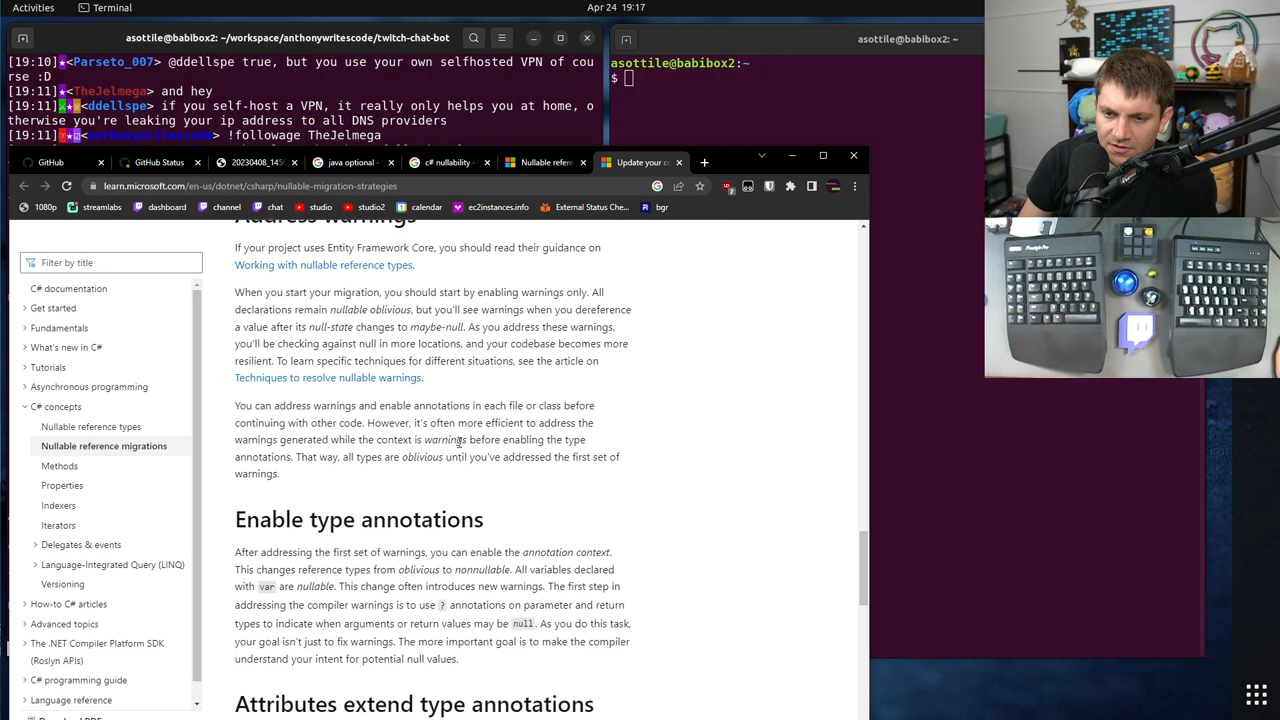 Activities
Terminal
Apr 24 19:17
asottile@babibox2: ~/workspace/anthonywritescode/twitch-chat-bot
[19:10]★<Parseto_007> @ddellspe true, but you use your own selfhosted VPN of cou
rse :D
[19:11]★<TheJelmega> and hey
<ddellspe> if you self-host a VPN, it really only helps you at home, o
therwise you're leaking your ip address to all DNS providers
<anthonywritescode> !followage TheJelmega
asottile@babibox2: ~
asottile@babibox2:~
$
GitHub
GitHub Status
20230408_145
java optional -
c# nullability -
Nullable refer
Update your co
learn.microsoft.com/en-us/dotnet/csharp/nullable-migration-strategies
1080p
streamlabs
dashboard
channel
chat
studio
studio2
calendar
ec2instances.info
External Status Che...
bgr
Filter by title
C# documentation
Get started
Fundamentals
What's new in C#
Tutorials
Asynchronous programming
C# concepts
Nullable reference types
Nullable reference migrations
Methods
Properties
Indexers
Iterators
Delegates & events
Language-Integrated Query (LINQ)
Versioning
How-to C# articles
Advanced topics
The .NET Compiler Platform SDK
(Roslyn APIs)
C# programming guide
Language reference
Download PDF
Address warnings
If your project uses Entity Framework Core, you should read their guidance on
Working with nullable reference types.
When you start your migration, you should start by enabling warnings only. All
declarations remain nullable oblivious, but you'll see warnings when you dereference
a value after its null-state changes to maybe-null. As you address these warnings,
you'll be checking against null in more locations, and your codebase becomes more
resilient. To learn specific techniques for different situations, see the article on
Techniques to resolve nullable warnings.
You can address warnings and enable annotations in each file or class before
continuing with other code. However, it's often more efficient to address the
warnings generated while the context is warnings before enabling the type
annotations. That way, all types are oblivious until you've addressed the first set of
warnings.
Enable type annotations
After addressing the first set of warnings, you can enable the annotation context.
This changes reference types from oblivious to nonnullable. All variables declared
with var are nullable. This change often introduces new warnings. The first step in
addressing the compiler warnings is to use ? annotations on parameter and return
types to indicate when arguments or return values may be null. As you do this task,
your goal isn't just to fix warnings. The more important goal is to make the compiler
understand your intent for potential null values.
Attributes extend type annotations